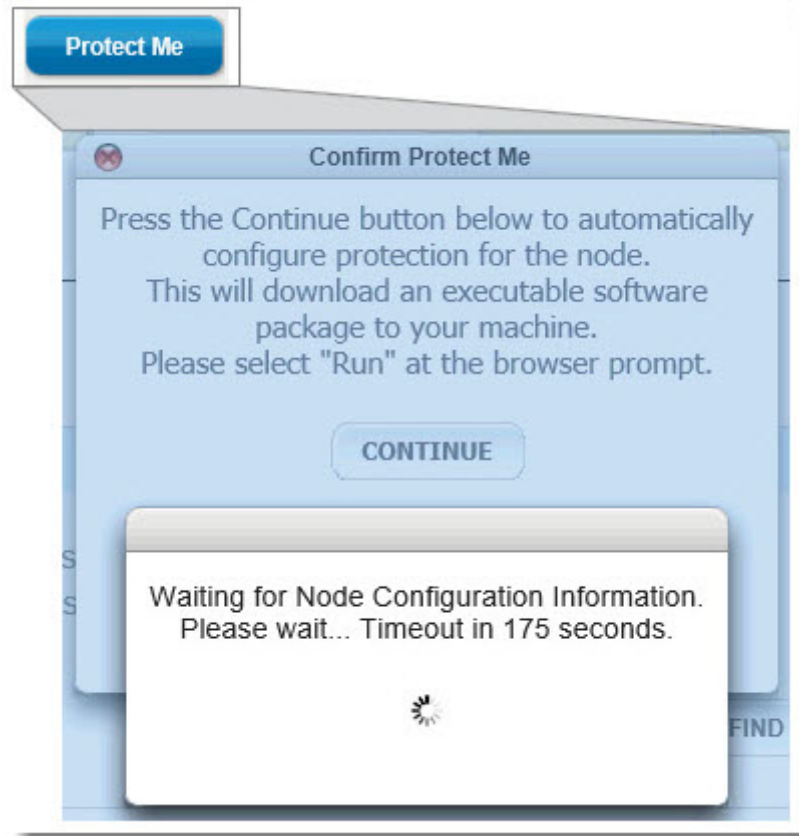 Protect Me
Confirm Protect Me
Press the Continue button below to automatically
configure protection for the node.
This will download an executable software
package to your machine.
Please select "Run" at the browser prompt.
CONTINUE
S
S
Waiting for Node Configuration Information.
Please wait... Timeout in 175 seconds.
FIND